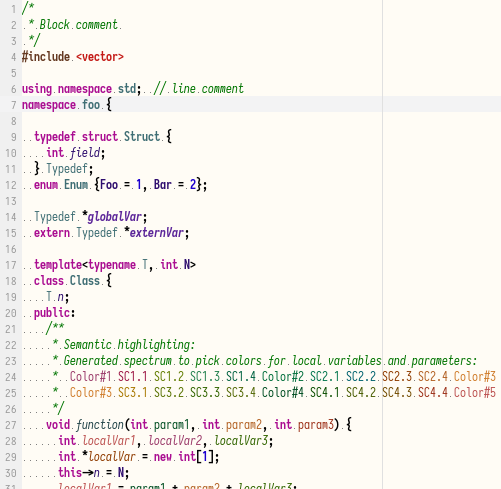 1 /*
2 * Block comment.
3 */
4 #include <vector>
5
6 using namespace std; // line comment
7 namespace foo {
8
9 typedef struct Struct {
10 int field;
11 } Typedef;
12 enum Enum {Foo = 1, Bar = 2};
13
14 Typedef *globalVar;
15 extern Typedef *externVar;
16
17 template<typename T, int N>
18 class Class {
19 T n;
20 public:
21 /**
22 * Semantic highlighting:
23 * Generated spectrum to pick colors for local variables and parameters:
24 * Color#1 SC1.1 SC1.2 SC1.3 SC1.4 Color#2 SC2.1 SC2.2 SC2.3 SC2.4 Color#3
25 * Color#3 SC3.1 SC3.2 SC3.3 SC3.4 Color#4 SC4.1 SC4.2 SC4.3 SC4.4 Color#5
26 */
27 void function(int param1, int param2, int param3) {
28 int localVar1, localVar2, localVar3;
29 int *localVar = new int[1];
30 this->n = N;
31 localVar1 = param1 + param2 + localVar3;